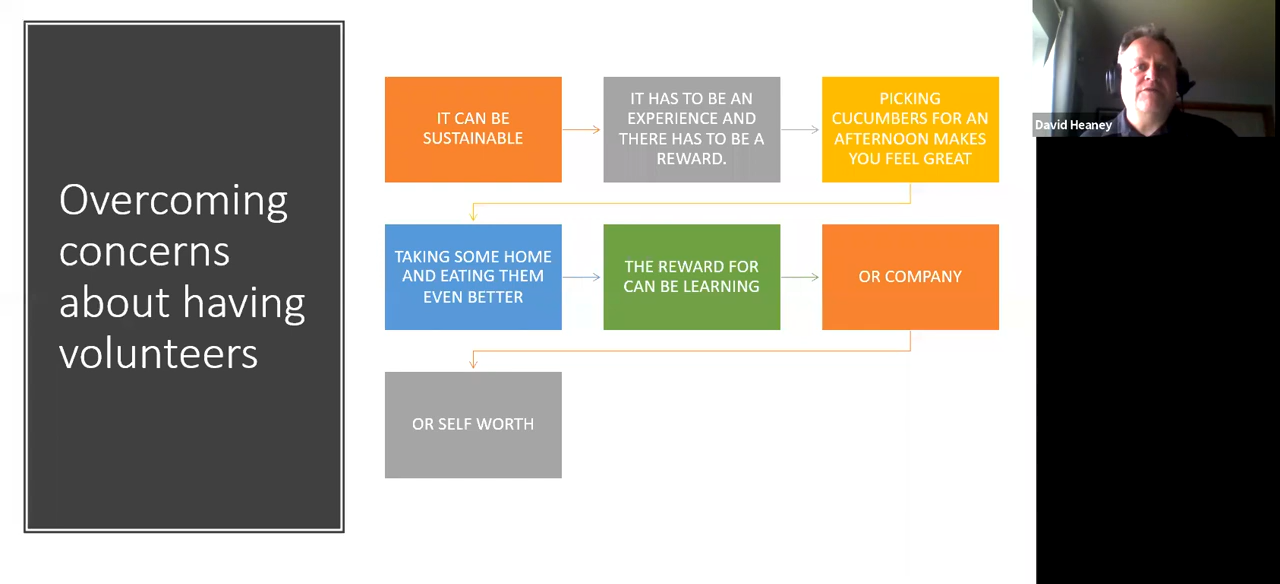 Overcoming
concerns
about having
volunteers
IT CAN BE
SUSTAINABLE
IT HAS TO BE AN
EXPERIENCE AND
THERE HAS TO BE A
REWARD.
PICKING
CUCUMBERS FOR AN
AFTERNOON MAKES
YOU FEEL GREAT
TAKING SOME HOME
AND EATING THEM
EVEN BETTER
THE REWARD FOR
CAN BE LEARNING
OR COMPANY
OR SELF WORTH
David Heaney